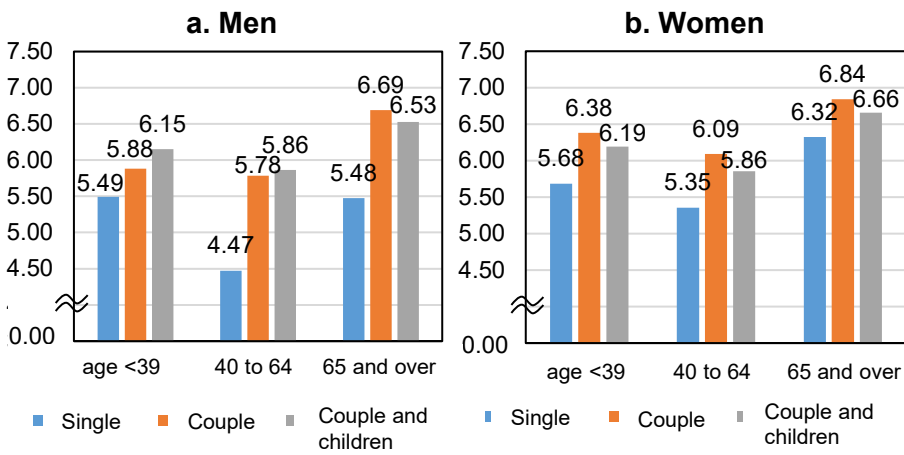 a. Men
7.50
7.00
6.50
6.00
5.50
5.00
4.50
0.00
5.49
5.88
6.15
4.47
5.78
5.86
5.48
6.69
6.53
age <39
40 to 64
65 and over
Single
Couple
Couple and
children
b. Women
7.50
7.00
6.50
6.00
5.50
5.00
4.50
0.00
5.68
6.38
6.19
5.35
6.09
5.86
6.32
6.84
6.66
age <39
40 to 64
65 and over
Single
Couple
Couple and
children